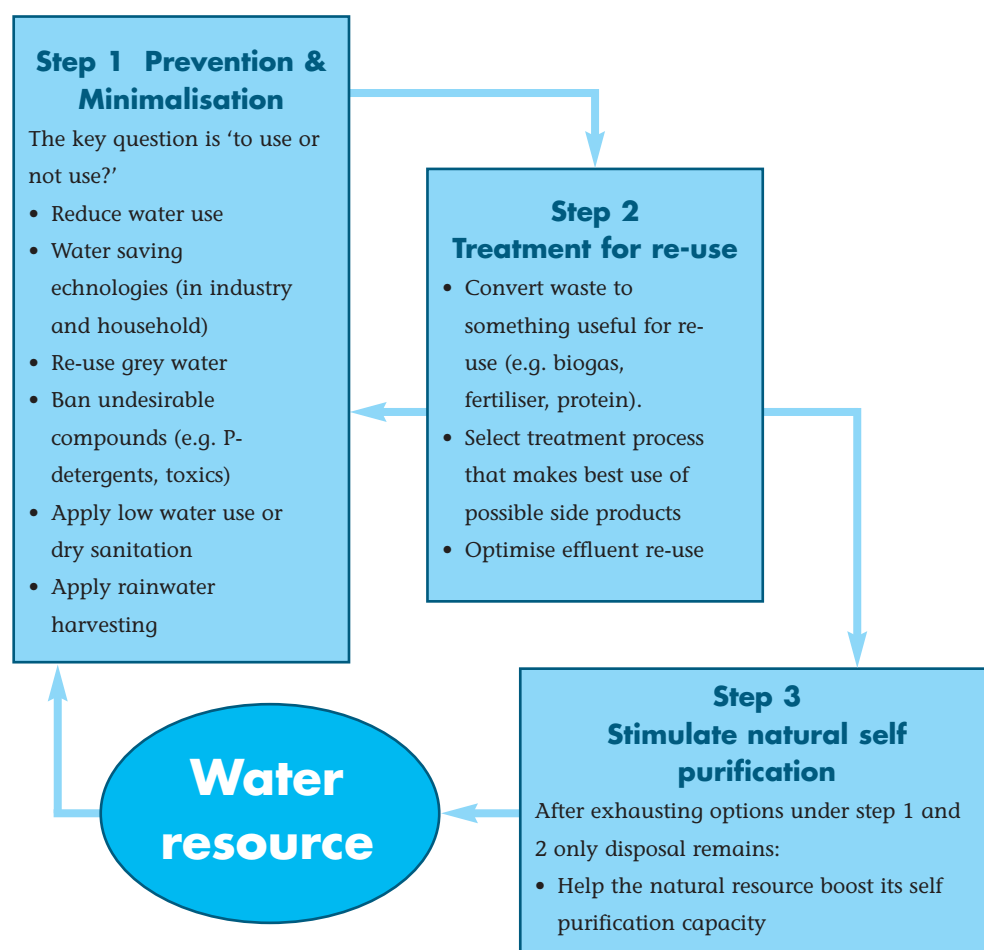 Step 1 Prevention &
Minimalisation
The key question is ‘to use or
not use?’
• Reduce water use
• Water saving
echnologies (in industry
and household)
• Re-use grey water
• Ban undesirable
compounds (e.g. P-
detergents, toxics)
• Apply low water use or
dry sanitation
• Apply rainwater
harvesting
Step 2
Treatment for re-use
• Convert waste to
something useful for re-
use (e.g. biogas,
fertiliser, protein).
• Select treatment process
that makes best use of
possible side products
• Optimise effluent re-use
Step 3
Stimulate natural self
purification
After exhausting options under step 1 and
2 only disposal remains:
• Help the natural resource boost its self
purification capacity
Water
resource